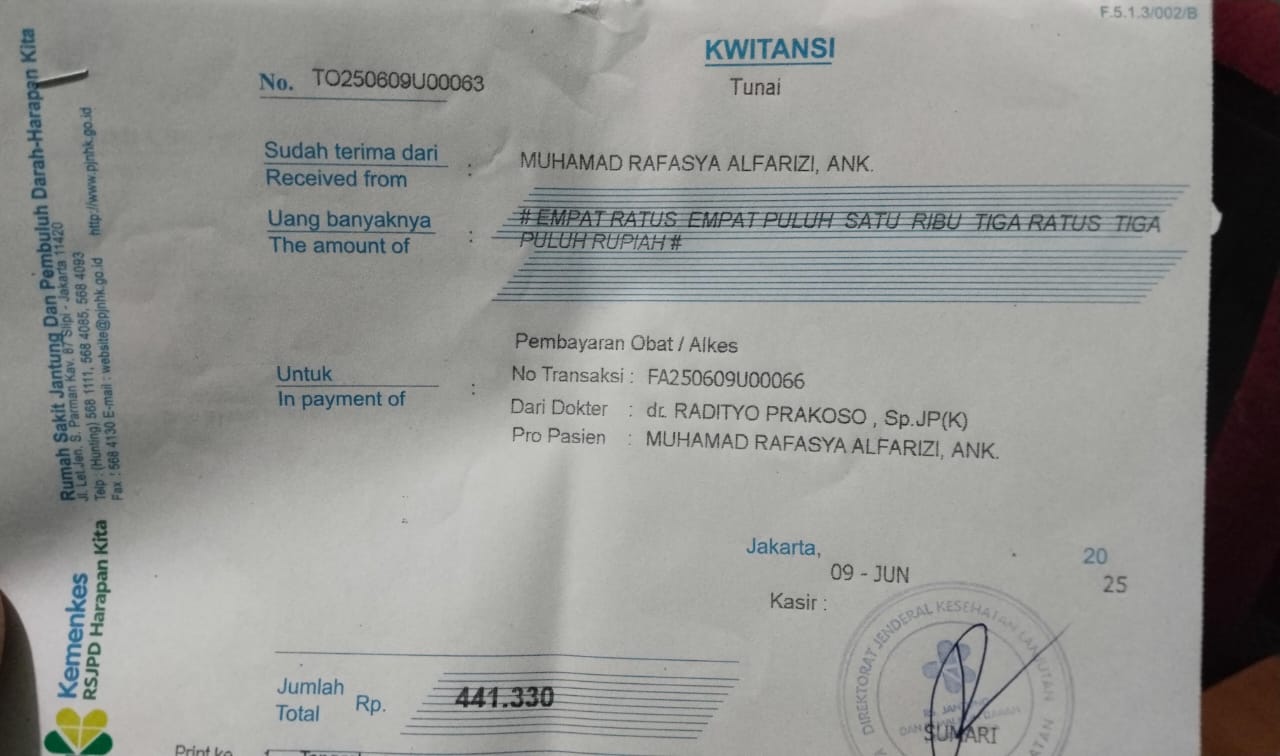 F.5.1.3/002/B
KWITANSI
Tunai
No. TO250609U00063
Sudah terima dari : MUHAMAD RAFASYA ALFARIZI, ANK.
Received from
Uang banyaknya : # EMPAT RATUS EMPAT PULUH SATU RIBU TIGA RATUS TIGA
The amount of PULUH RUPIAH #
Pembayaran Obat / Alkes
Untuk : No Transaksi : FA250609U00066
In payment of
Dari Dokter : dr. RADITYO PRAKOSO , Sp.JP(K)
Pro Pasien : MUHAMAD RAFASYA ALFARIZI, ANK.
Jakarta, 09 - JUN 20 25
Kasir :
Jumlah Rp. 441.330
Total
SUMARI
DIREKTORAT JENDERAL KESEHATAN LANJUTAN
Print ke
Kemenkes
RSJPD Harapan Kita
Rumah Sakit Jantung Dan Pembuluh Darah-Harapan Kita
Jl. Let.Jen. S. Parman Kav. 87 Slipi - Jakarta 11420
Telp : (Hunting) 568 1111, 568 4085, 568 4093 http://www.pjnhk.go.id
Fax : 568 4130 E-mail : website@pjnhk.go.id